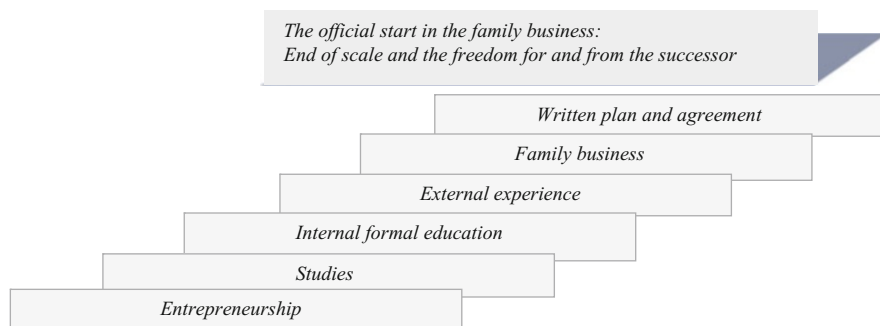 The official start in the family business:
End of scale and the freedom for and from the successor
Written plan and agreement
Family business
External experience
Internal formal education
Studies
Entrepreneurship